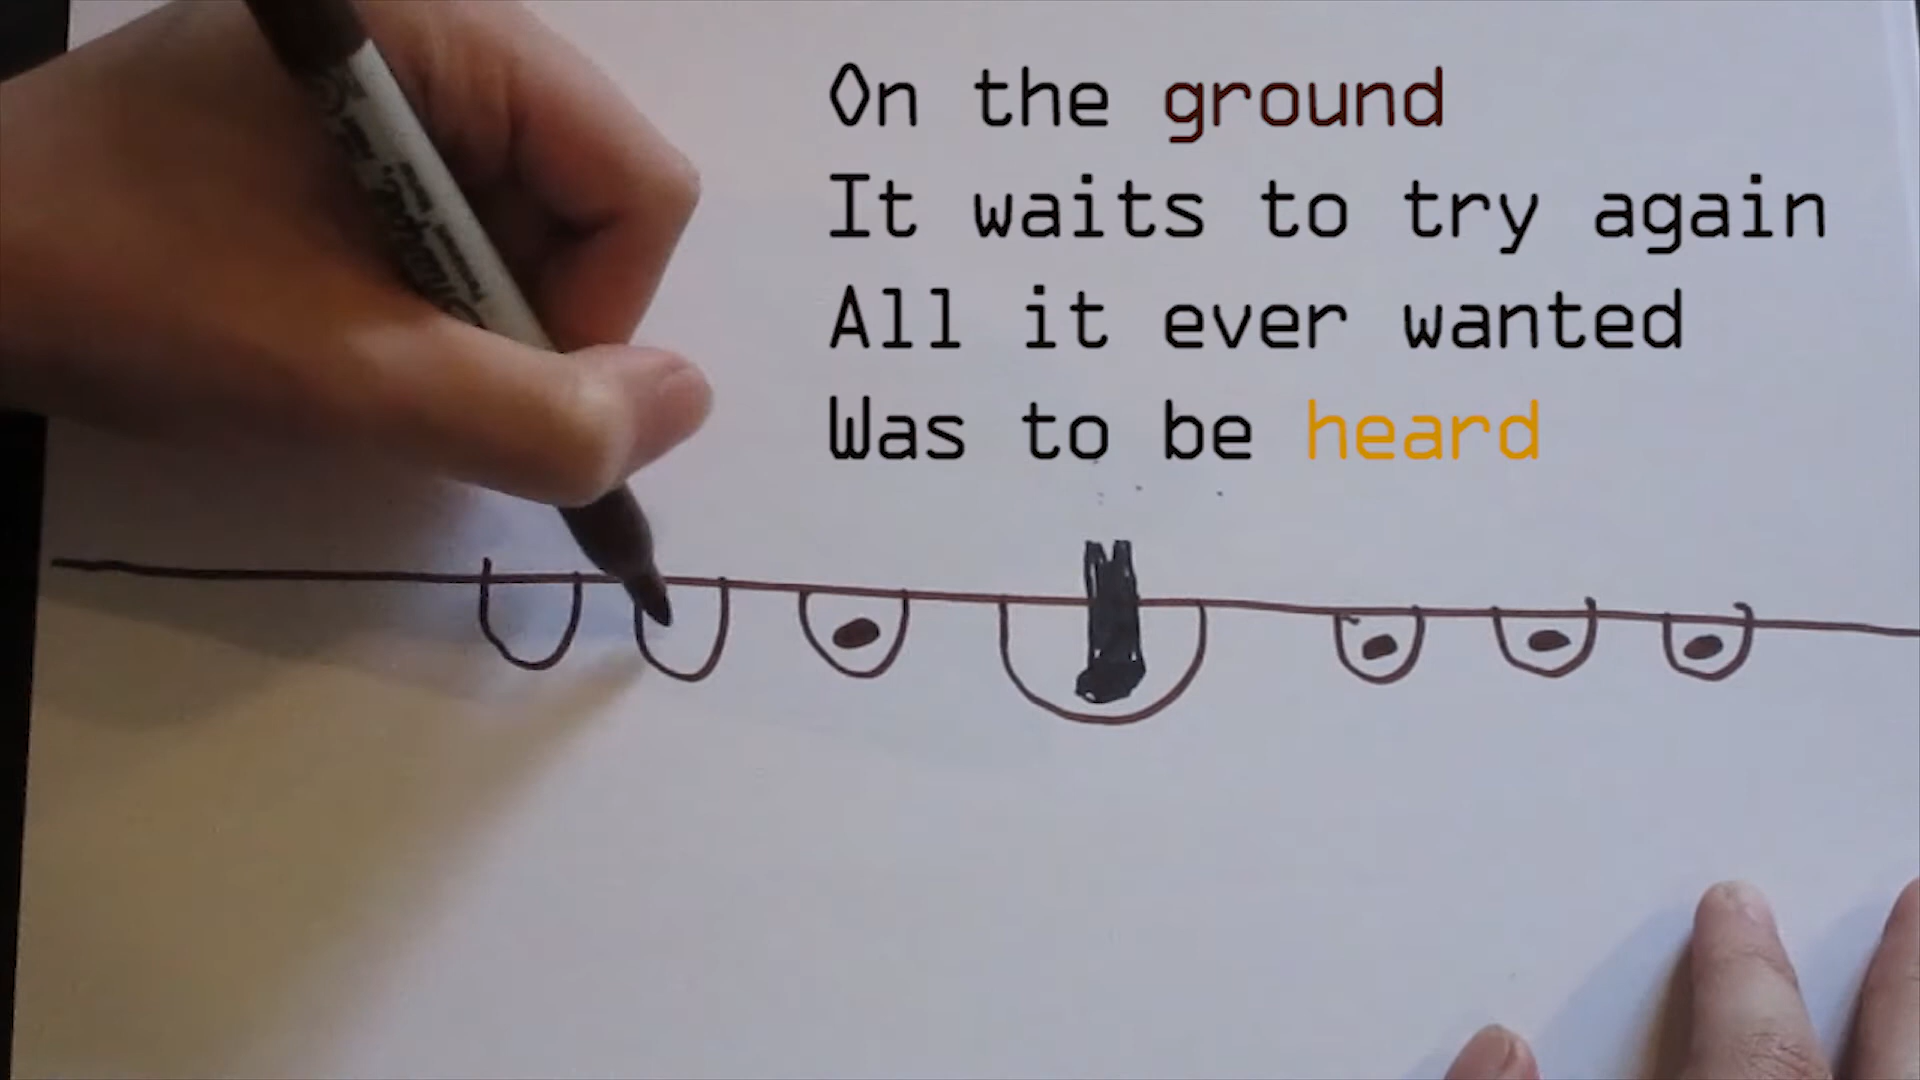 On the ground
It waits to try again
All it ever wanted
Was to be heard